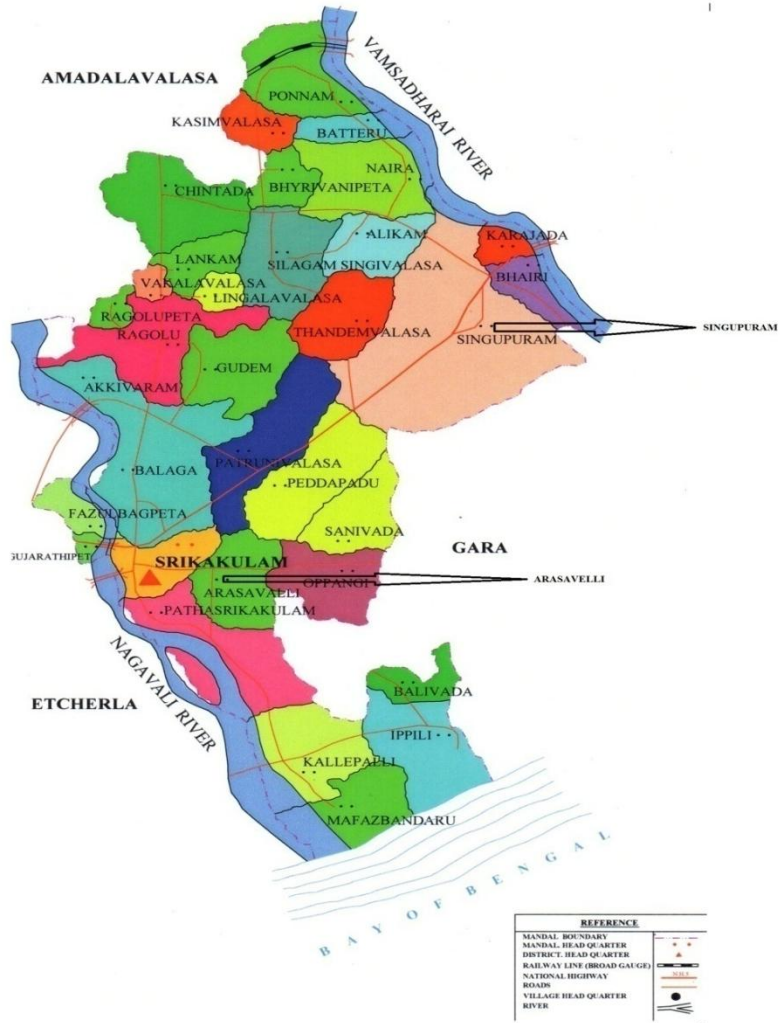 AMADALAVALASA
VAMSADHARAI RIVER
PONNAM
KASIMVALASA
BATTERU
NAIRA
CHINTADA
BHYRIVANIPETA
ALIKAM
KARAJADA
LANKAM
SILAGAM SINGIVALASA
BHAIRI
VAKALAVALASA
LINGALAVALASA
RAGOLUPETA
RAGOLU
THANDEMVALASA
SINGUPURAM
SINGUPURAM
GUDEM
AKKIVARAM
BALAGA
PATRUNIVALASA
PEDDAPADU
FAZULBAGPETA
SANIVADA
GUJARATHIPET
SRIKAKULAM
GARA
OPPANGI
ARASAVELLI
ARASAVALLI
PATHASRIKAKULAM
NAGAVALI RIVER
ETCHERLA
BALIVADA
IPPILI
KALLEPALLI
MAFAZBANDARU
BAY OF BENGAL
REFERENCE
MANDAL BOUNDARY
MANDAL. HEAD QUARTER
DISTRICT. HEAD QUARTER
RAILWAY LINE (BROAD GAUGE)
NATIONAL HIGHWAY
ROADS
VILLAGE HEAD QUARTER
RIVER